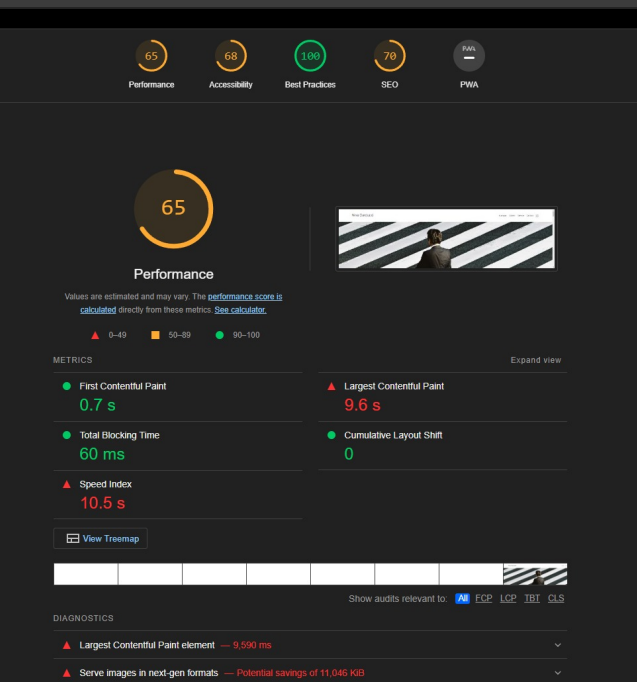 65
68
100
70
PWA
Performance
Accessibility
Best Practices
SEO
PWA
65
Performance
Values are estimated and may vary. The performance score is
calculated directly from these metrics. See calculator.
0–49
50–89
90–100
METRICS
Expand view
First Contentful Paint
0.7 s
Largest Contentful Paint
9.6 s
Total Blocking Time
60 ms
Cumulative Layout Shift
0
Speed Index
10.5 s
View Treemap
Show audits relevant to: All FCP LCP TBT CLS
DIAGNOSTICS
Largest Contentful Paint element — 9,590 ms
Serve images in next-gen formats — Potential savings of 11,046 KiB